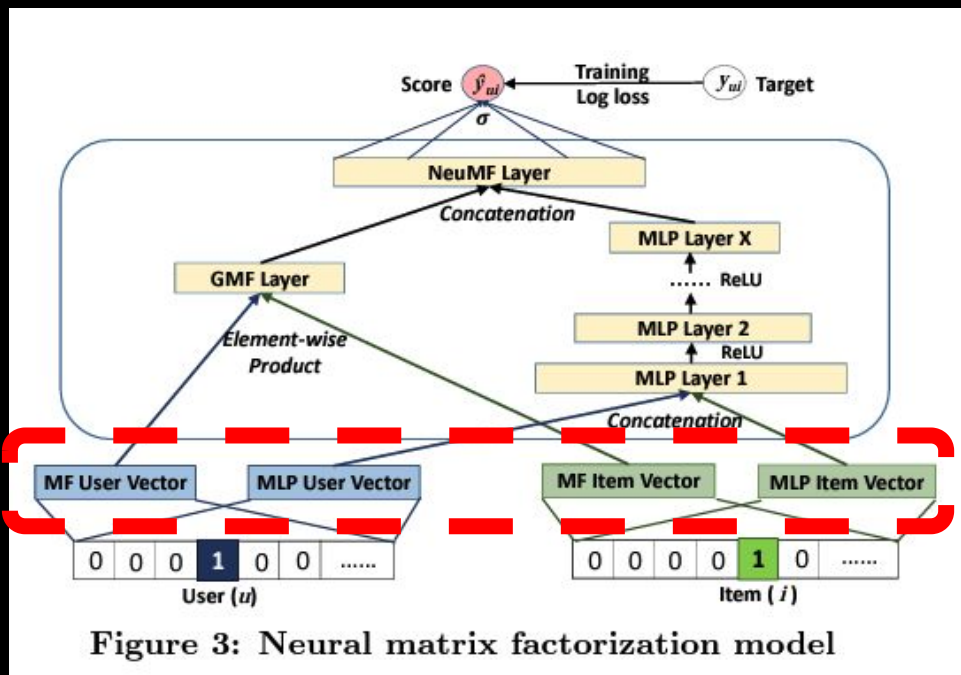 Score ŷui Training yui Target
Log loss
σ
NeuMF Layer
Concatenation
MLP Layer X
GMF Layer
...... ReLU
Element-wise
Product
MLP Layer 2
ReLU
MLP Layer 1
Concatenation
MF User Vector MLP User Vector MF Item Vector MLP Item Vector
0 0 0 1 0 0 ...... 0 0 0 0 1 0 ......
User (u) Item ( i )
Figure 3: Neural matrix factorization model